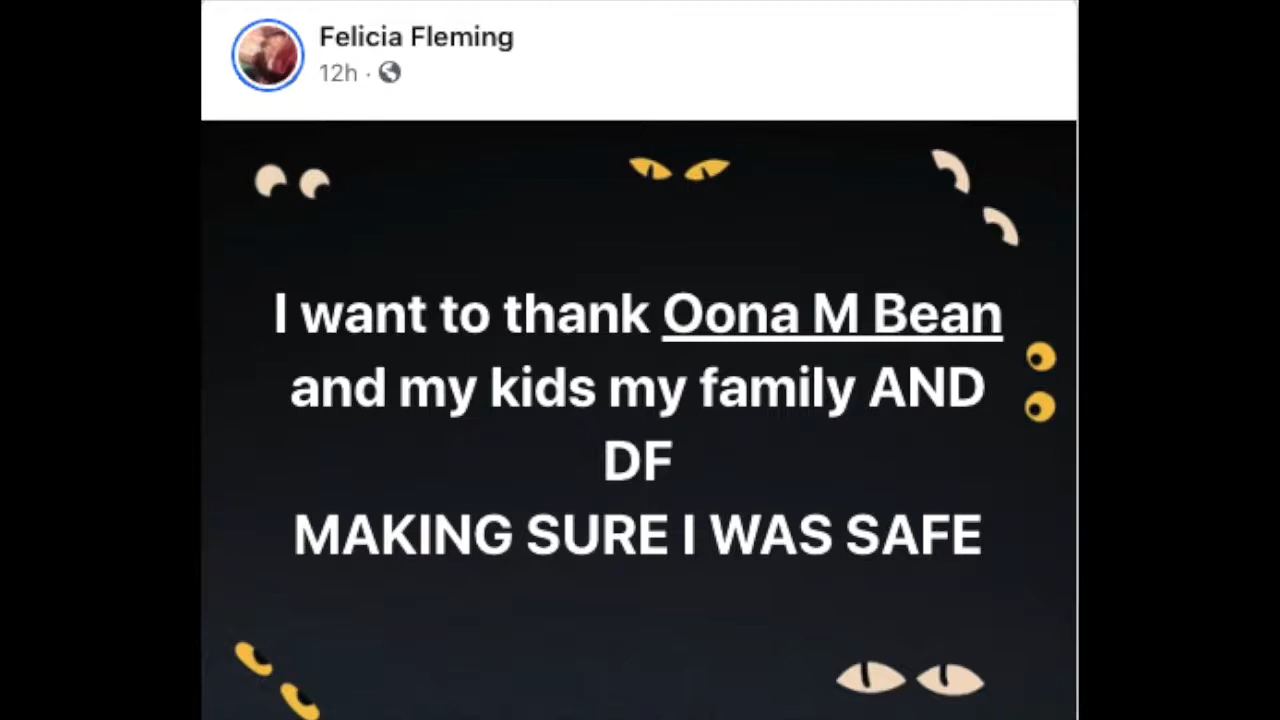 Felicia Fleming
12h ·
I want to thank Oona M Bean
and my kids my family AND
DF
MAKING SURE I WAS SAFE